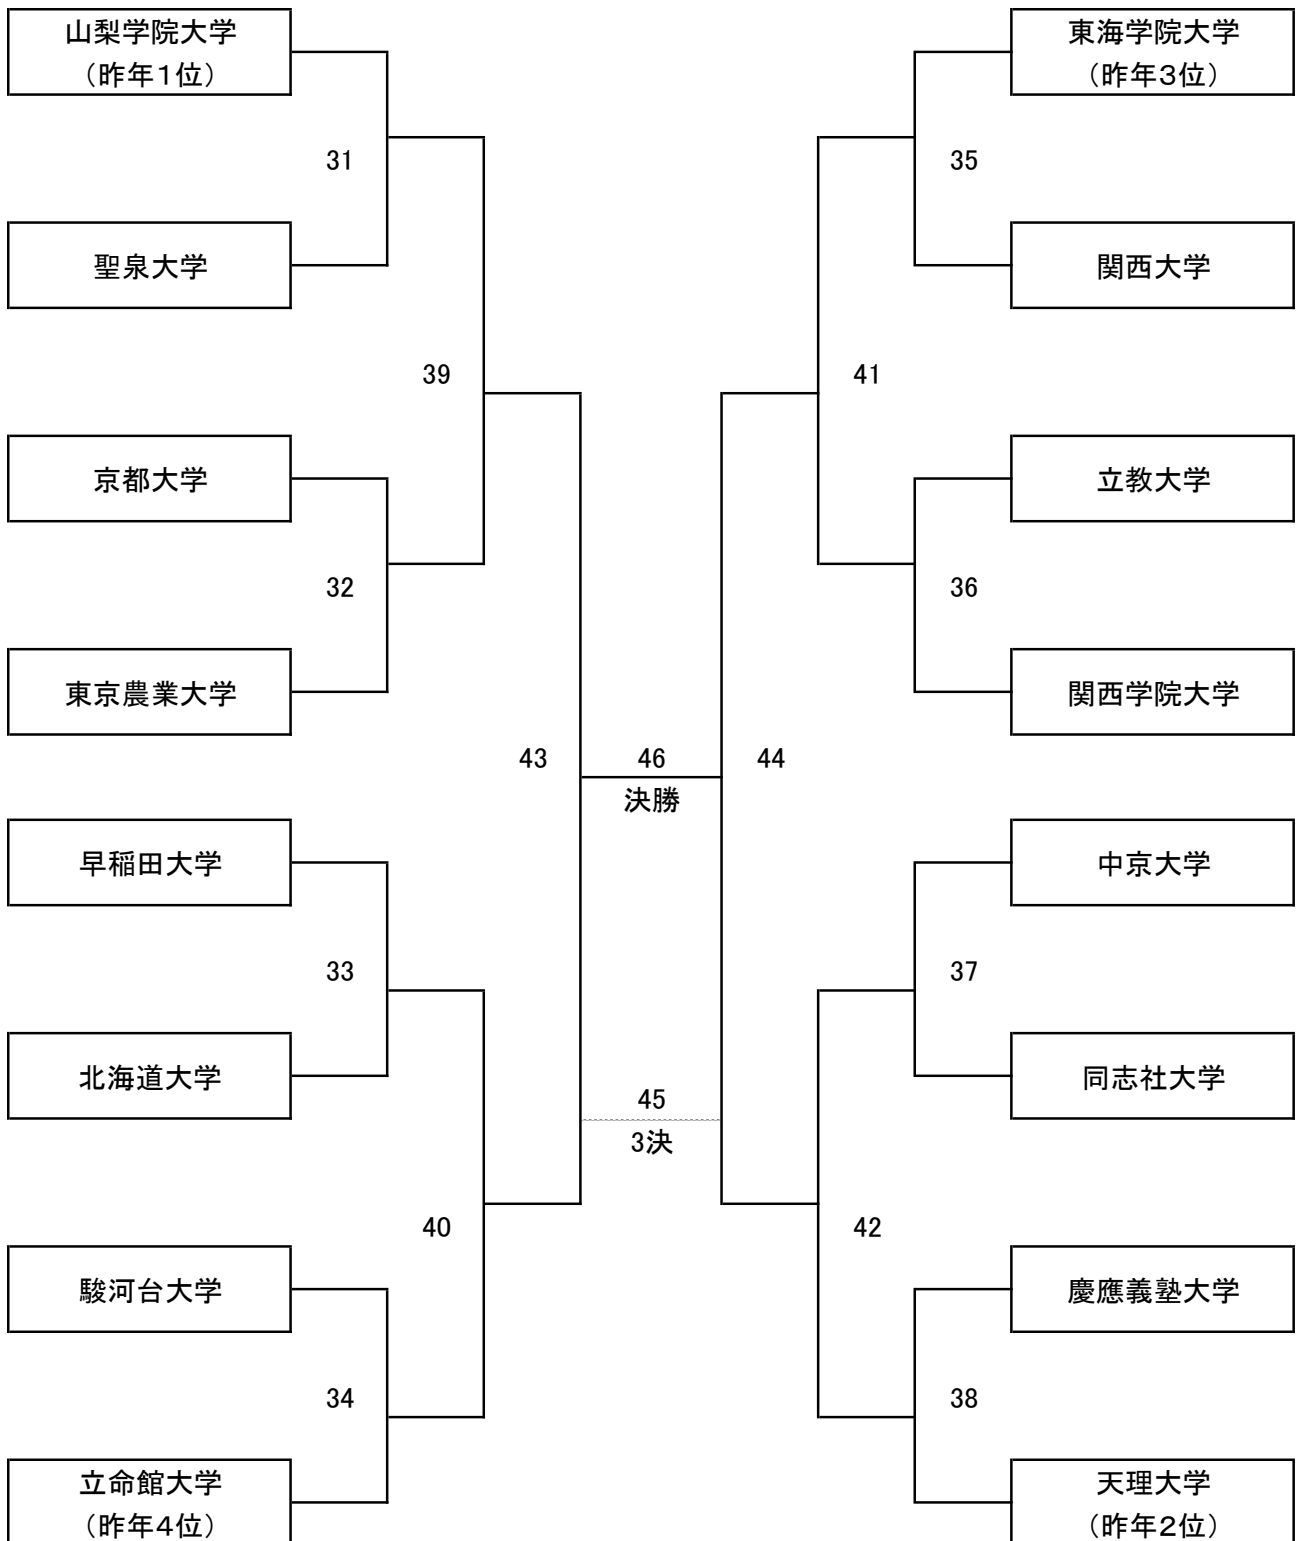 山梨学院大学
（昨年1位）
31
聖泉大学
39
京都大学
32
東京農業大学
43
早稲田大学
33
北海道大学
40
駿河台大学
34
立命館大学
（昨年4位）
46
決勝
45
3決
東海学院大学
（昨年3位）
35
関西大学
41
立教大学
36
関西学院大学
44
中京大学
37
同志社大学
42
慶應義塾大学
38
天理大学
（昨年2位）